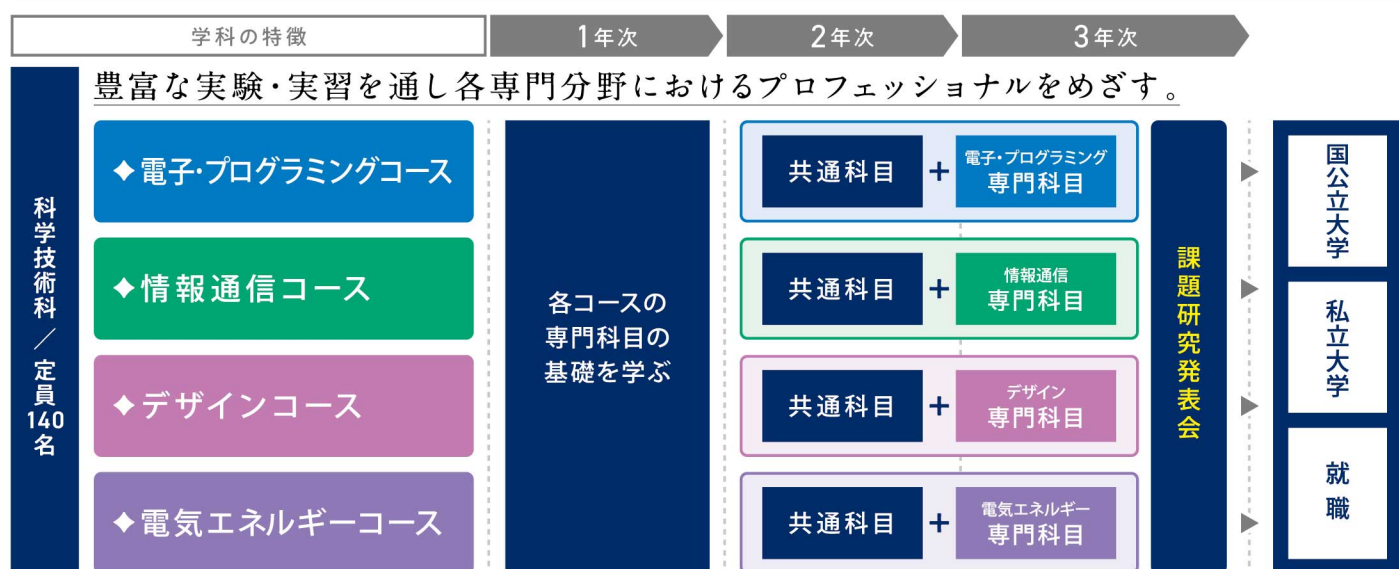 学科の特徴
1年次
2年次
3年次
豊富な実験・実習を通し各専門分野におけるプロフェッショナルをめざす。
科学技術科／定員140名
◆電子・プログラミングコース
◆情報通信コース
◆デザインコース
◆電気エネルギーコース
各コースの
専門科目の
基礎を学ぶ
共通科目
+
電子・プログラミング
専門科目
共通科目
+
情報通信
専門科目
共通科目
+
デザイン
専門科目
共通科目
+
電気エネルギー
専門科目
課題研究発表会
国公立大学
私立大学
就職